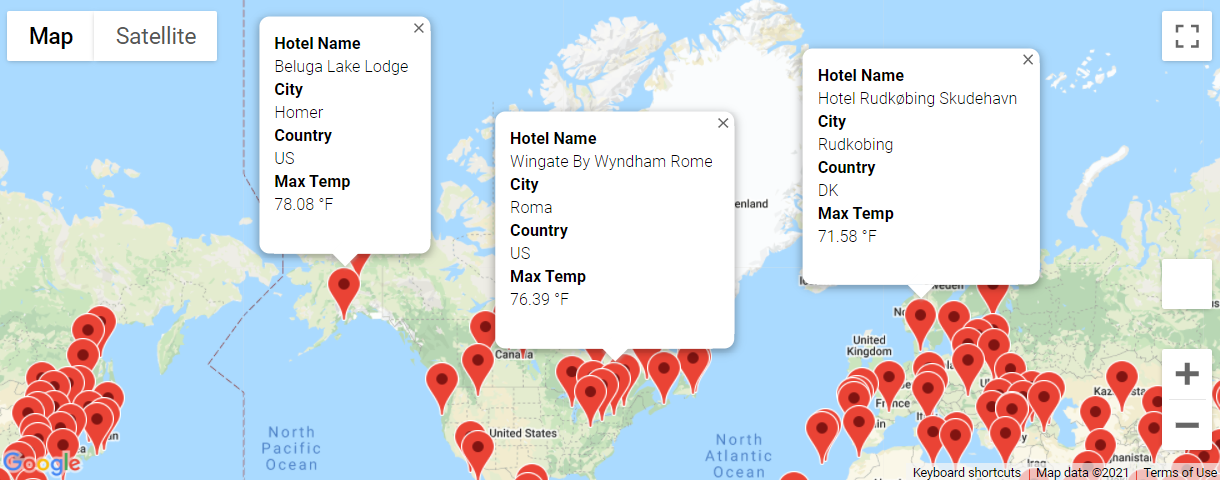 Map
Satellite
Hotel Name
Beluga Lake Lodge
City
Homer
Country
US
Max Temp
78.08 °F
Hotel Name
Wingate By Wyndham Rome
City
Roma
Country
US
Max Temp
76.39 °F
Hotel Name
Hotel Rudkøbing Skudehavn
City
Rudkobing
Country
DK
Max Temp
71.58 °F
enland
Canada
United States
North
Pacific
Ocean
North
Atlantic
Ocean
United
Kingdom
France
Google
Keyboard shortcuts
Map data ©2021
Terms of Use